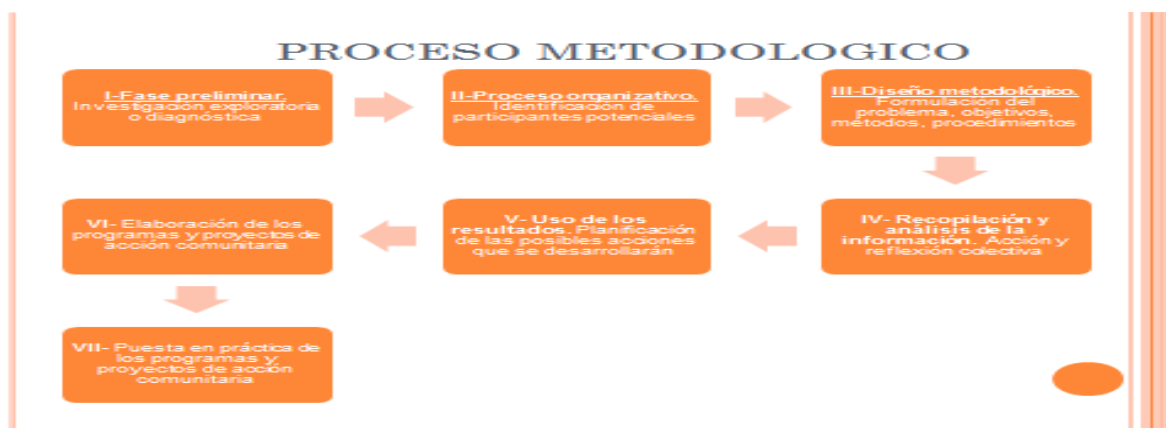 PROCESO METODOLOGICO
I-Fase preliminar.
Investigación exploratoria
o diagnóstica
II-Proceso organizativo.
Identificación de
participantes potenciales
III-Diseño metodológico.
Formulación del
problema, objetivos,
métodos, procedimientos
IV- Recopilación y
análisis de la
información. Acción y
reflexión colectiva
V- Uso de los
resultados. Planificación
de las posibles acciones
que se desarrollarán
VI- Elaboración de los
programas y proyectos de
acción comunitaria
VII- Puesta en práctica de
los programas y
proyectos de acción
comunitaria